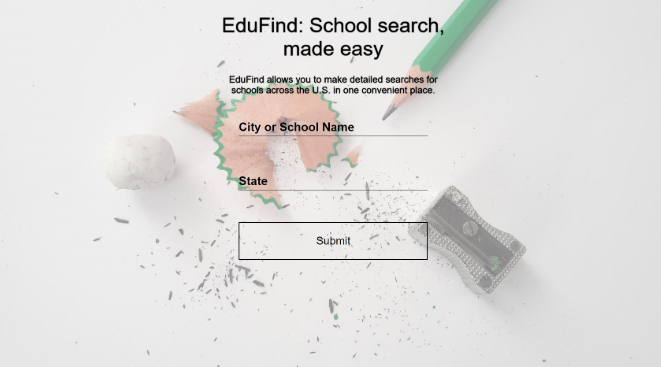 EduFind: School search,
made easy
EduFind allows you to make detailed searches for
schools across the U.S. in one convenient place.
City or School Name
State
Submit